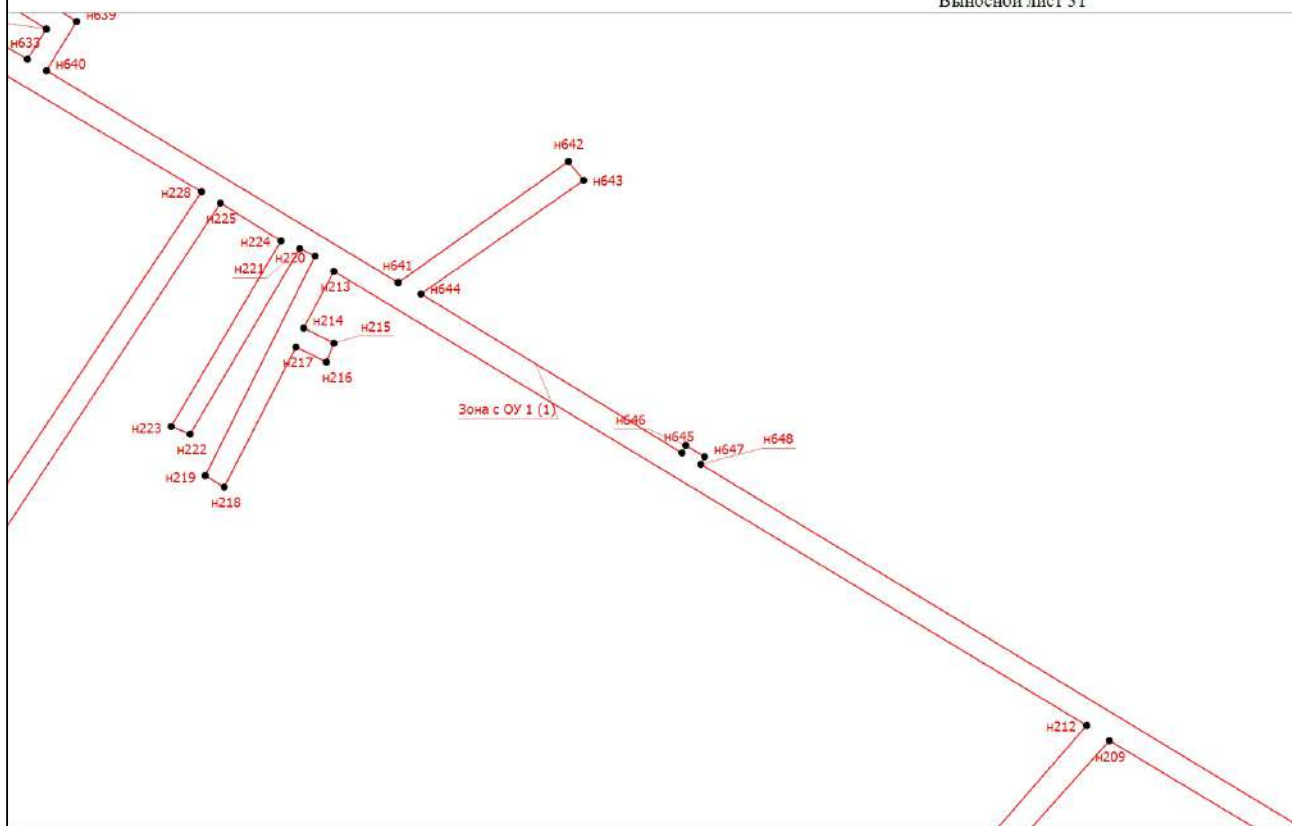 Выносной лист 31
н639
н633
н640
н642
н643
н228
н225
н224
н220
н221
н213
н641
н644
н214
н215
н217
н216
Зона с ОУ 1 (1)
н646
н645
н647
н648
н223
н222
н219
н218
н212
н209